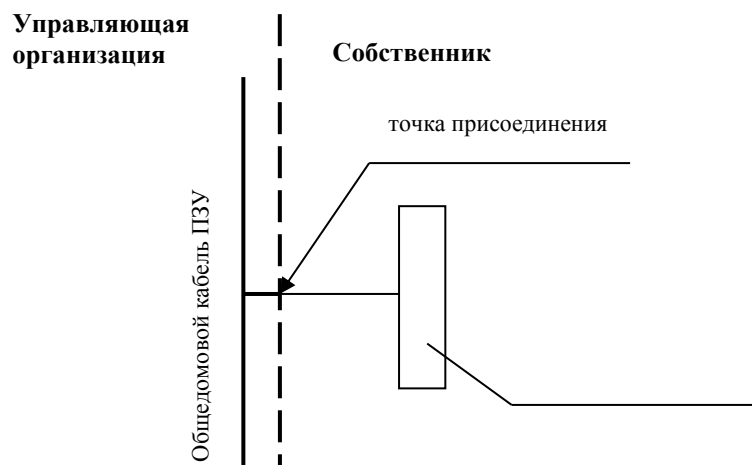 Управляющая
организация
Собственник
точка присоединения
Общедомовой кабель ПЗУ